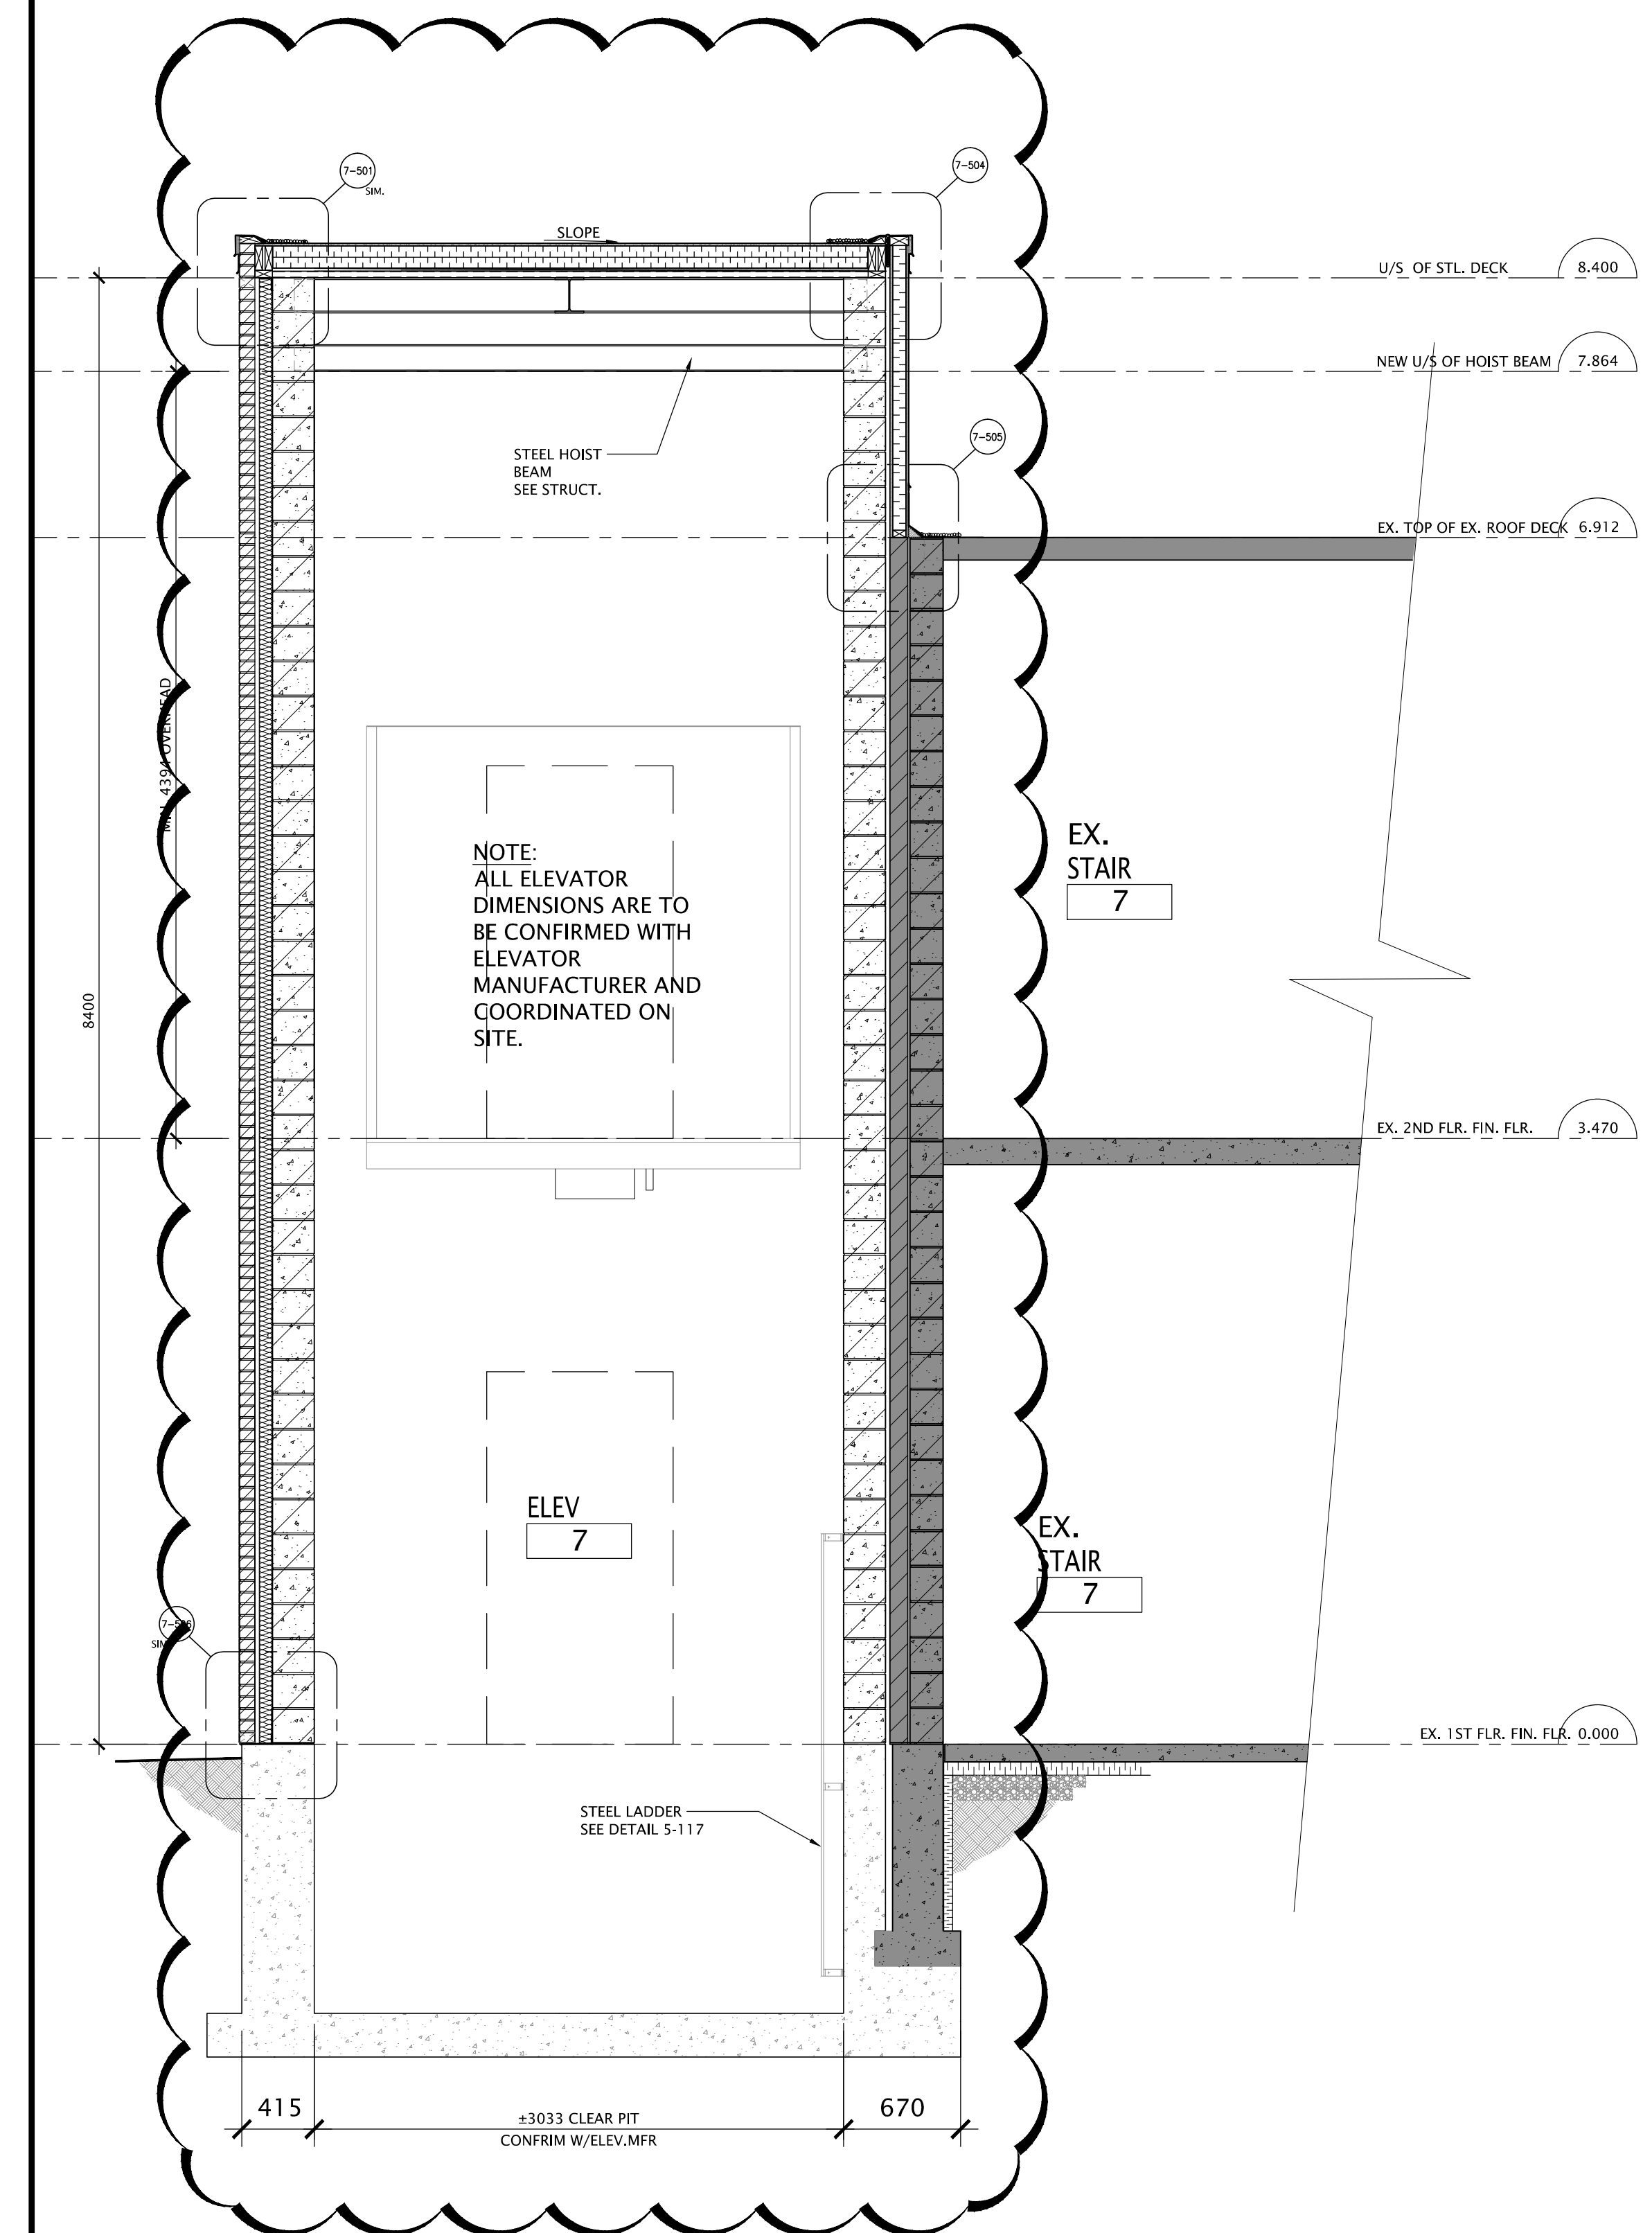 7-501
SIM.
7-504
SLOPE
U/S OF STL. DECK 8.400
NEW U/S OF HOIST BEAM 7.864
7-505
STEEL HOIST
BEAM
SEE STRUCT.
EX. TOP OF EX. ROOF DECK 6.912
MIN. 4394 OVERHEAD
EX.
STAIR
7
NOTE:
ALL ELEVATOR
DIMENSIONS ARE TO
BE CONFIRMED WITH
ELEVATOR
MANUFACTURER AND
COORDINATED ON
SITE.
8400
EX. 2ND FLR. FIN. FLR. 3.470
ELEV
7
EX.
STAIR
7
SIM.
EX. 1ST FLR. FIN. FLR. 0.000
STEEL LADDER
SEE DETAIL 5-117
415
±3033 CLEAR PIT
CONFRIM W/ELEV.MFR
670